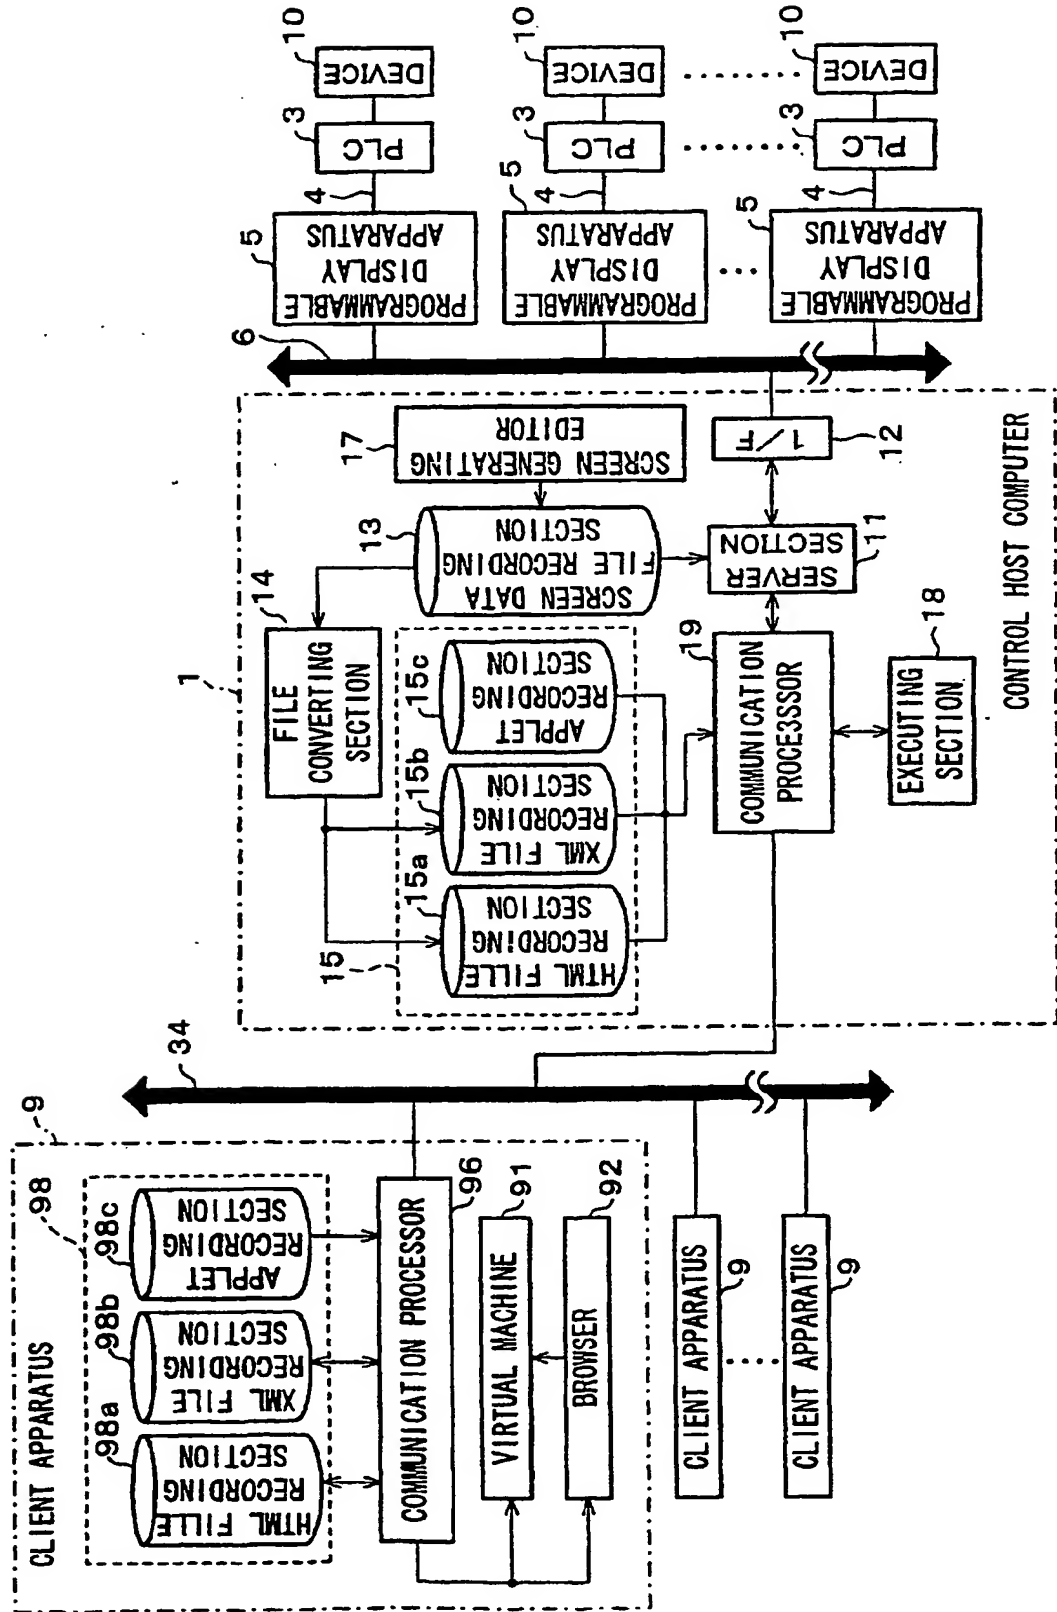 CLIENT APPARATUS
9
98
98a
98b
98c
HTML FILLE
RECORDING
SECTION
XML FILE
RECORDING
SECTION
APPLET
RECORDING
SECTION
COMMUNICATION PROCESSOR
96
VIRTUAL MACHINE
91
BROWSER
92
CLIENT APPARATUS
9
CLIENT APPARATUS
9
34
1
14
FILE
CONVERTING
SECTION
15
15a
15b
15c
HTML FILLE
RECORDING
SECTION
XML FILE
RECORDING
SECTION
APPLET
RECORDING
SECTION
13
SCREEN DATA
FILE RECORDING
SECTION
17
SCREEN GENERATING
EDITOR
19
COMMUNICATION
PROCESSOR
SERVER
SECTION
11
I/F
12
EXECUTING
SECTION
18
CONTROL HOST COMPUTER
6
5
PROGRAMMABLE
DISPLAY
APPARATUS
4
PLC
3
DEVICE
10
5
PROGRAMMABLE
DISPLAY
APPARATUS
4
PLC
3
DEVICE
10
5
PROGRAMMABLE
DISPLAY
APPARATUS
4
PLC
3
DEVICE
10